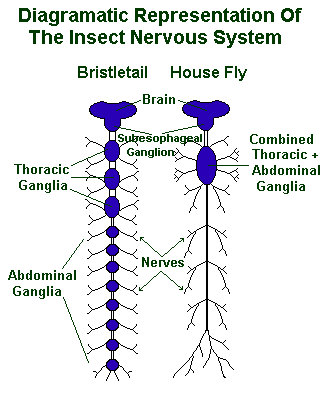 Diagramatic Representation Of
The Insect Nervous System
Bristletail
House Fly
Brain
Subesophageal
Ganglion
Combined
Thoracic +
Abdominal
Ganglia
Thoracic
Ganglia
Nerves
Abdominal
Ganglia